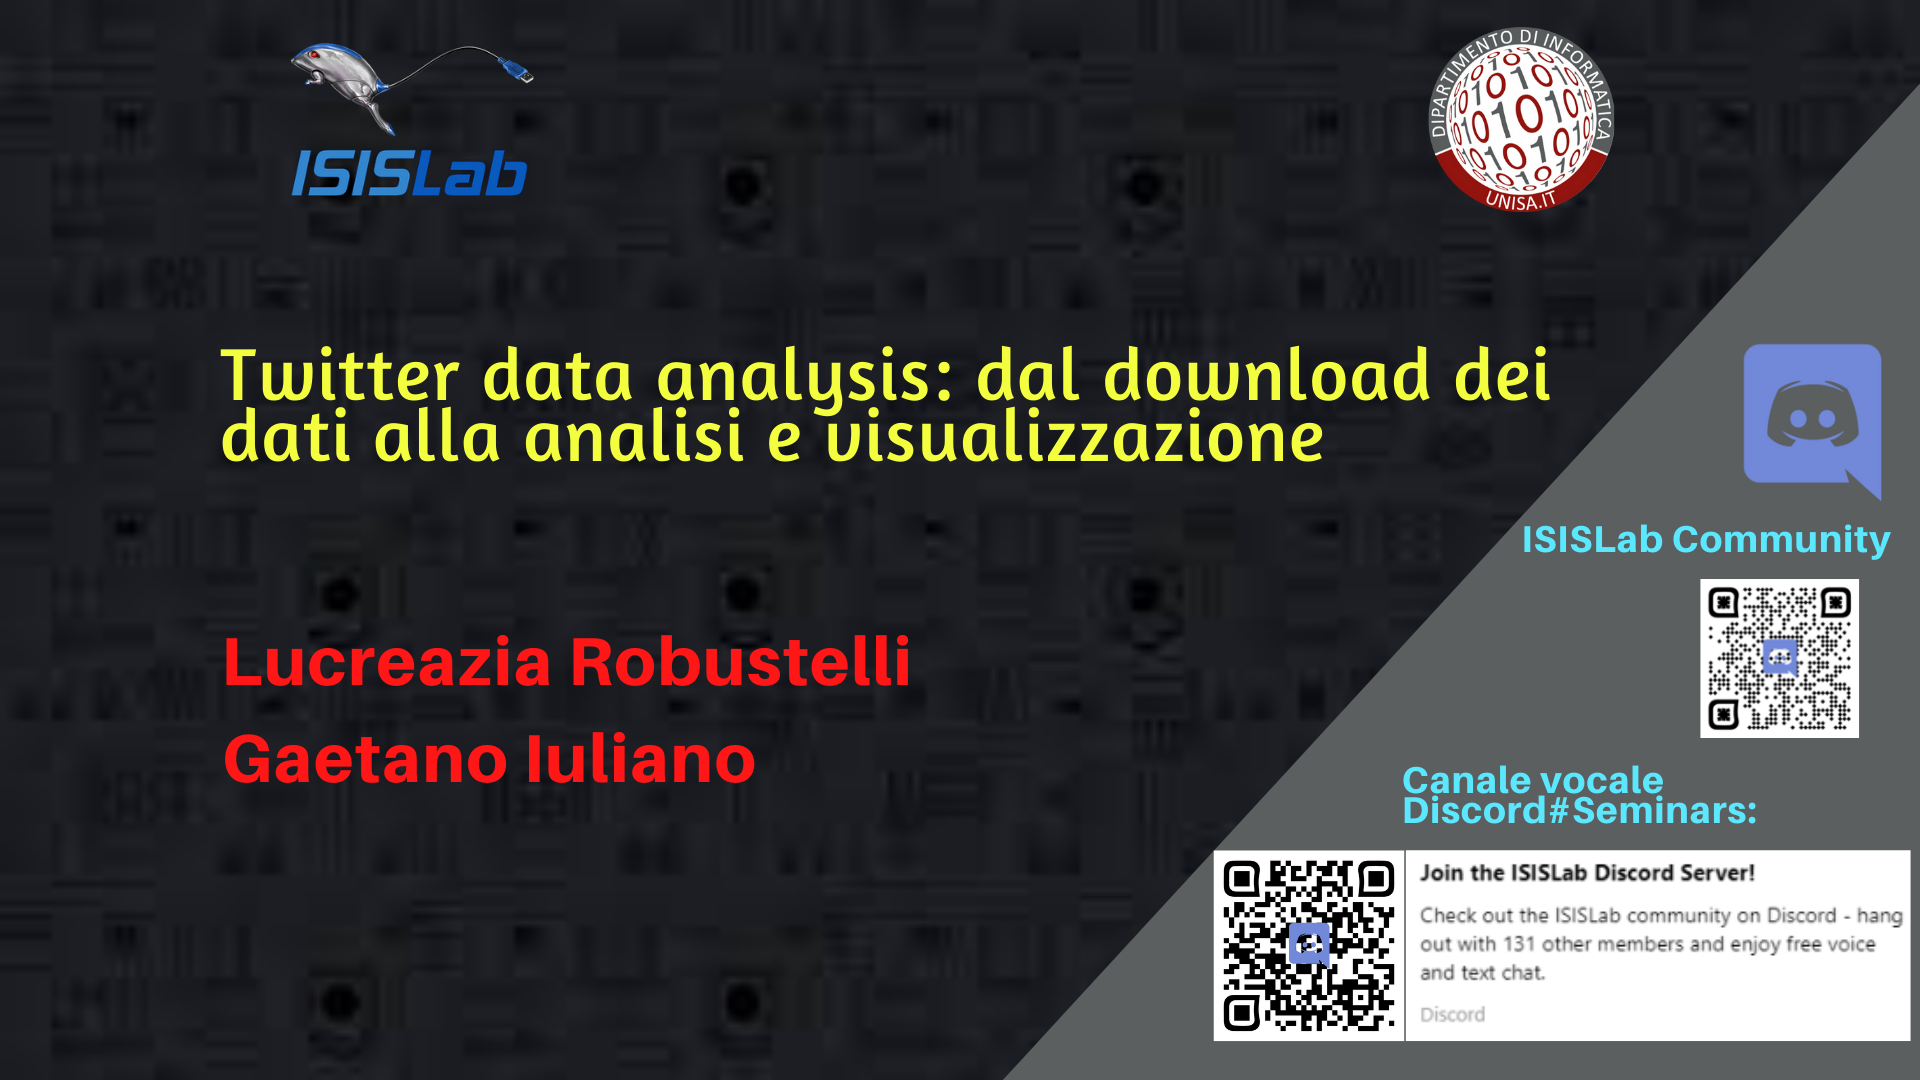 ISISLab
DIPARTIMENTO DI INFORMATICA
UNISA.IT
Twitter data analysis: dal download dei
dati alla analisi e visualizzazione
Lucreazia Robustelli
Gaetano Iuliano
ISISLab Community
Canale vocale
Discord#Seminars:
Join the ISISLab Discord Server!
Check out the ISISLab community on Discord - hang
out with 131 other members and enjoy free voice
and text chat.
Discord